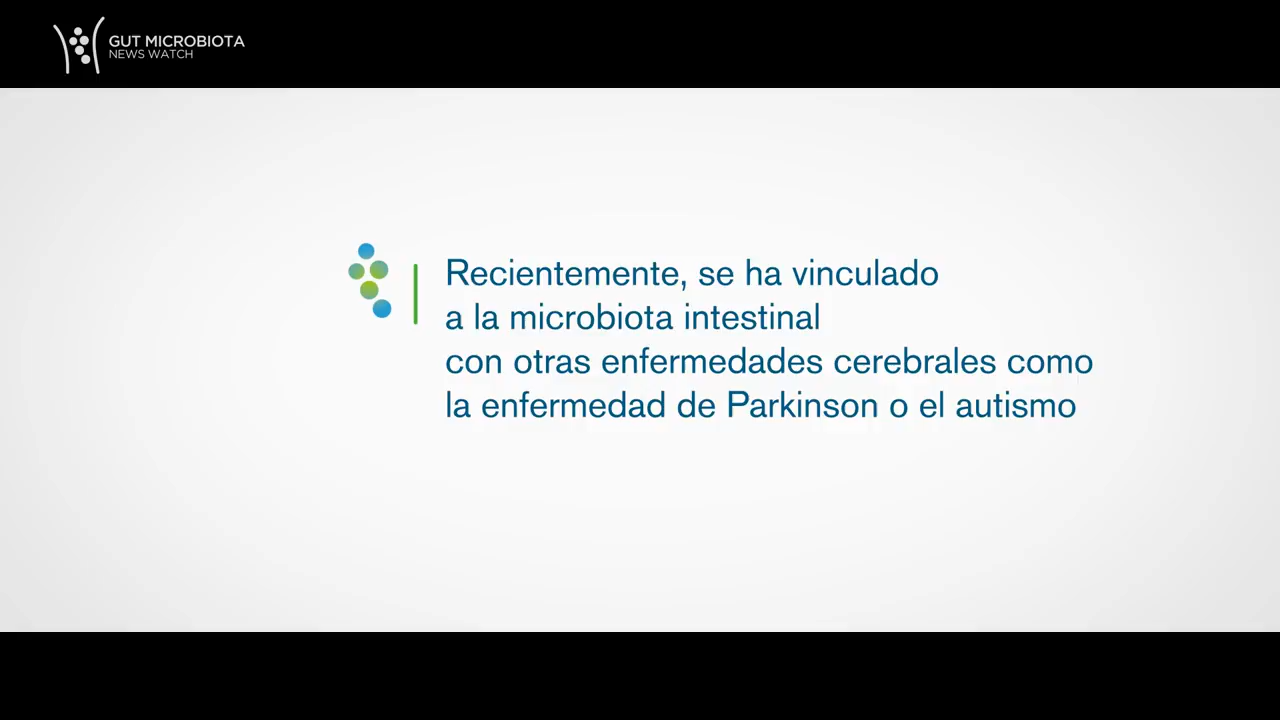 GUT MICROBIOTA
NEWS WATCH
Recientemente, se ha vinculado
a la microbiota intestinal
con otras enfermedades cerebrales como
la enfermedad de Parkinson o el autismo